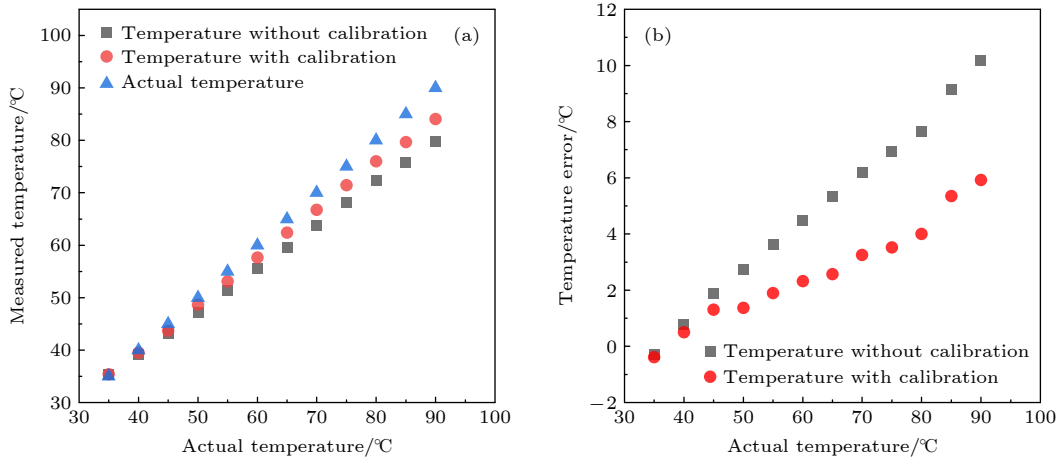 Temperature without calibration
(a)
Temperature with calibration
Actual temperature
100
90
80
70
60
50
40
30
Measured temperature/℃
30 40 50 60 70 80 90 100
Actual temperature/℃
(b)
12
10
8
6
4
2
0
−2
Temperature error/℃
Temperature without calibration
Temperature with calibration
30 40 50 60 70 80 90 100
Actual temperature/℃